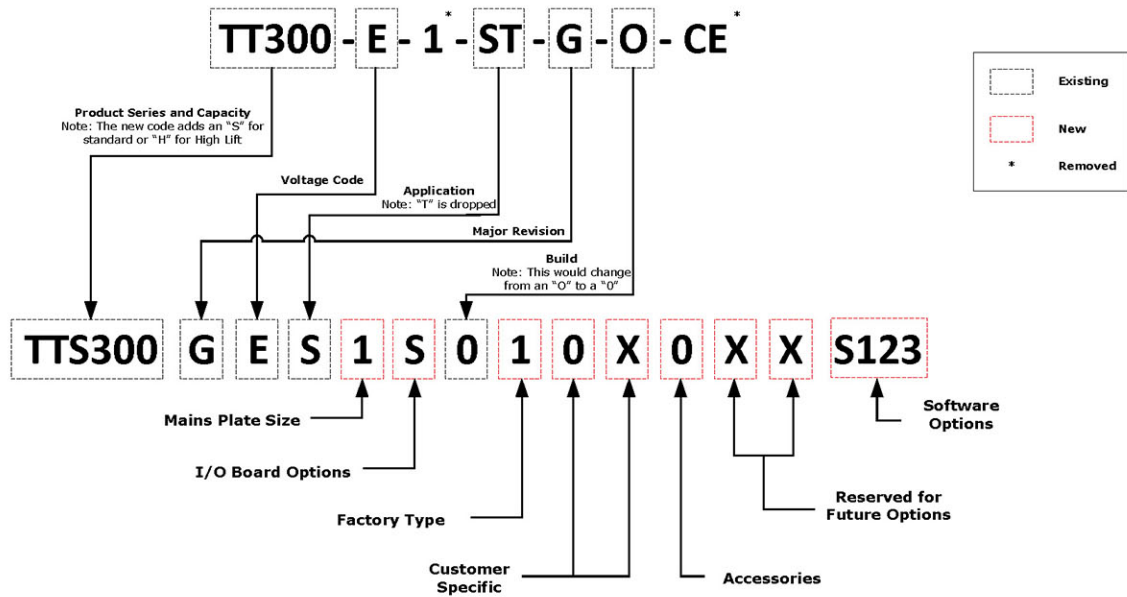 TT300-E-1*-ST-G-O-CE*
Existing
New
* Removed
Product Series and Capacity
Note: The new code adds an “S” for
standard or “H” for High Lift
Voltage Code
Application
Note: “T” is dropped
Major Revision
Build
Note: This would change
from an “O” to a “0”
TTS300 G E S 1 S 0 1 0 X 0 X X S123
Mains Plate Size
I/O Board Options
Factory Type
Customer
Specific
Accessories
Reserved for
Future Options
Software
Options